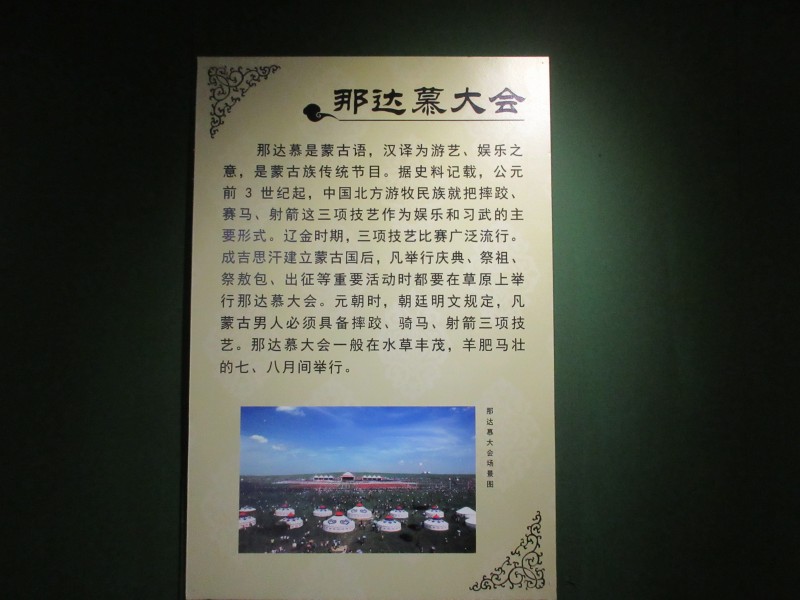 那达慕大会
那达慕是蒙古语，汉译为游艺、娱乐之
意，是蒙古族传统节目。据史料记载，公元
前 3 世纪起，中国北方游牧民族就把摔跤、
赛马、射箭这三项技艺作为娱乐和习武的主
要形式。辽金时期，三项技艺比赛广泛流行。
成吉思汗建立蒙古国后，凡举行庆典、祭祖、
祭敖包、出征等重要活动时都要在草原上举
行那达慕大会。元朝时，朝廷明文规定，凡
蒙古男人必须具备摔跤、骑马、射箭三项技
艺。那达慕大会一般在水草丰茂，羊肥马壮
的七、八月间举行。
那达慕大会场景图